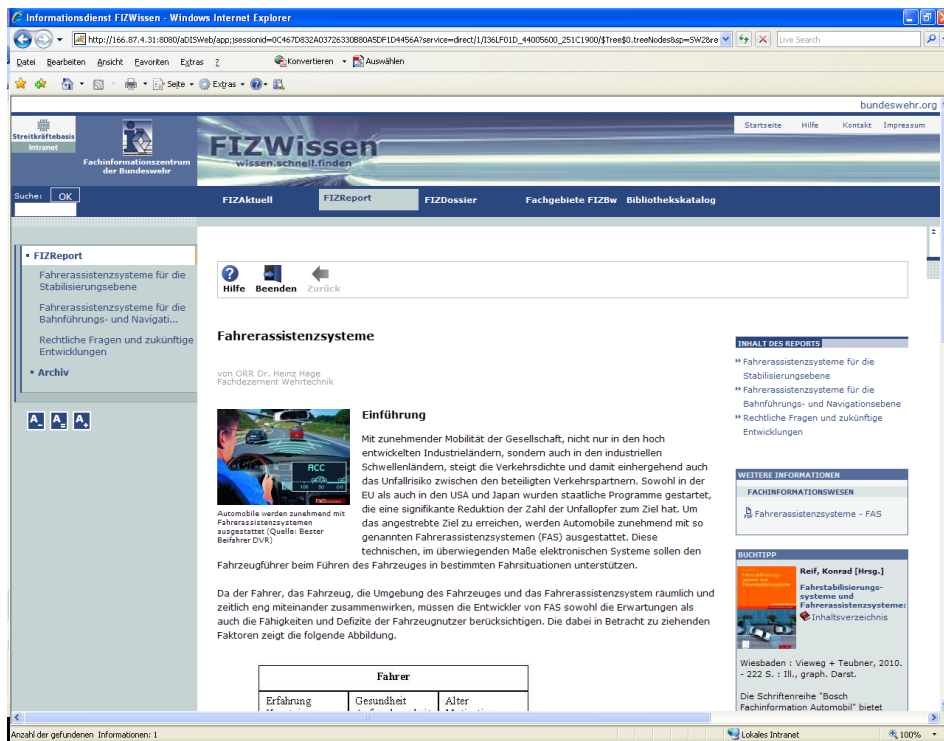 Informationsdienst FIZWissen - Windows Internet Explorer
http://166.87.4.31:8080/aDISWeb/app;jsessionid=0C467D832A03726330B80A5DF1D4456A?service=direct/1/I36LF01D_44005600_251C1900/$Tree$0.treeNodes&sp=SW28re
Live Search
Datei Bearbeiten Ansicht Favoriten Extras ?
Konvertieren Auswählen
Seite Extras
bundeswehr.org
Streitkräftebasis
Intranet
Fachinformationszentrum
der Bundeswehr
FIZWissen
wissen.schnell.finden
Startseite Hilfe Kontakt Impressum
Suche: OK
FIZAktuell FIZReport FIZDossier Fachgebiete FIZBw Bibliothekskatalog
FIZReport
Fahrerassistenzsysteme für die
Stabilisierungsebene
Fahrerassistenzsysteme für die
Bahnführungs- und Navigati...
Rechtliche Fragen und zukünftige
Entwicklungen
Archiv
A_ A= A+
Hilfe Beenden Zurück
Fahrerassistenzsysteme
von ORR Dr. Heinz Häge
Fachdezernent Wehrtechnik
ACC
Automobile werden zunehmend mit
Fahrerassistenzsystemen
ausgestattet (Quelle: Bester
Beifahrer DVR)
Einführung
Mit zunehmender Mobilität der Gesellschaft, nicht nur in den hoch
entwickelten Industrieländern, sondern auch in den industriellen
Schwellenländern, steigt die Verkehrsdichte und damit einhergehend auch
das Unfallrisiko zwischen den beteiligten Verkehrspartnern. Sowohl in der
EU als auch in den USA und Japan wurden staatliche Programme gestartet,
die eine signifikante Reduktion der Zahl der Unfallopfer zum Ziel hat. Um
das angestrebte Ziel zu erreichen, werden Automobile zunehmend mit so
genannten Fahrerassistenzsystemen (FAS) ausgestattet. Diese
technischen, im überwiegenden Maße elektronischen Systeme sollen den
Fahrzeugführer beim Führen des Fahrzeuges in bestimmten Fahrsituationen unterstützen.
Da der Fahrer, das Fahrzeug, die Umgebung des Fahrzeuges und das Fahrerassistenzsystem räumlich und
zeitlich eng miteinander zusammenwirken, müssen die Entwickler von FAS sowohl die Erwartungen als
auch die Fähigkeiten und Defizite der Fahrzeugnutzer berücksichtigen. Die dabei in Betracht zu ziehenden
Faktoren zeigt die folgende Abbildung.
Fahrer
Erfahrung Gesundheit Alter
INHALT DES REPORTS
Fahrerassistenzsysteme für die
Stabilisierungsebene
Fahrerassistenzsysteme für die
Bahnführungs- und Navigationsebene
Rechtliche Fragen und zukünftige
Entwicklungen
WEITERE INFORMATIONEN
FACHINFORMATIONSWESEN
Fahrerassistenzsysteme - FAS
BUCHTIPP
Reif, Konrad [Hrsg.]
Fahrstabilisierungs-
systeme und
Fahrerassistenzsysteme:
Inhaltsverzeichnis
Wiesbaden : Vieweg + Teubner, 2010.
- 222 S. : Ill., graph. Darst.
Die Schriftenreihe "Bosch
Fachinformation Automobil" bietet
Anzahl der gefundenen Informationen: 1
Lokales Intranet
100%